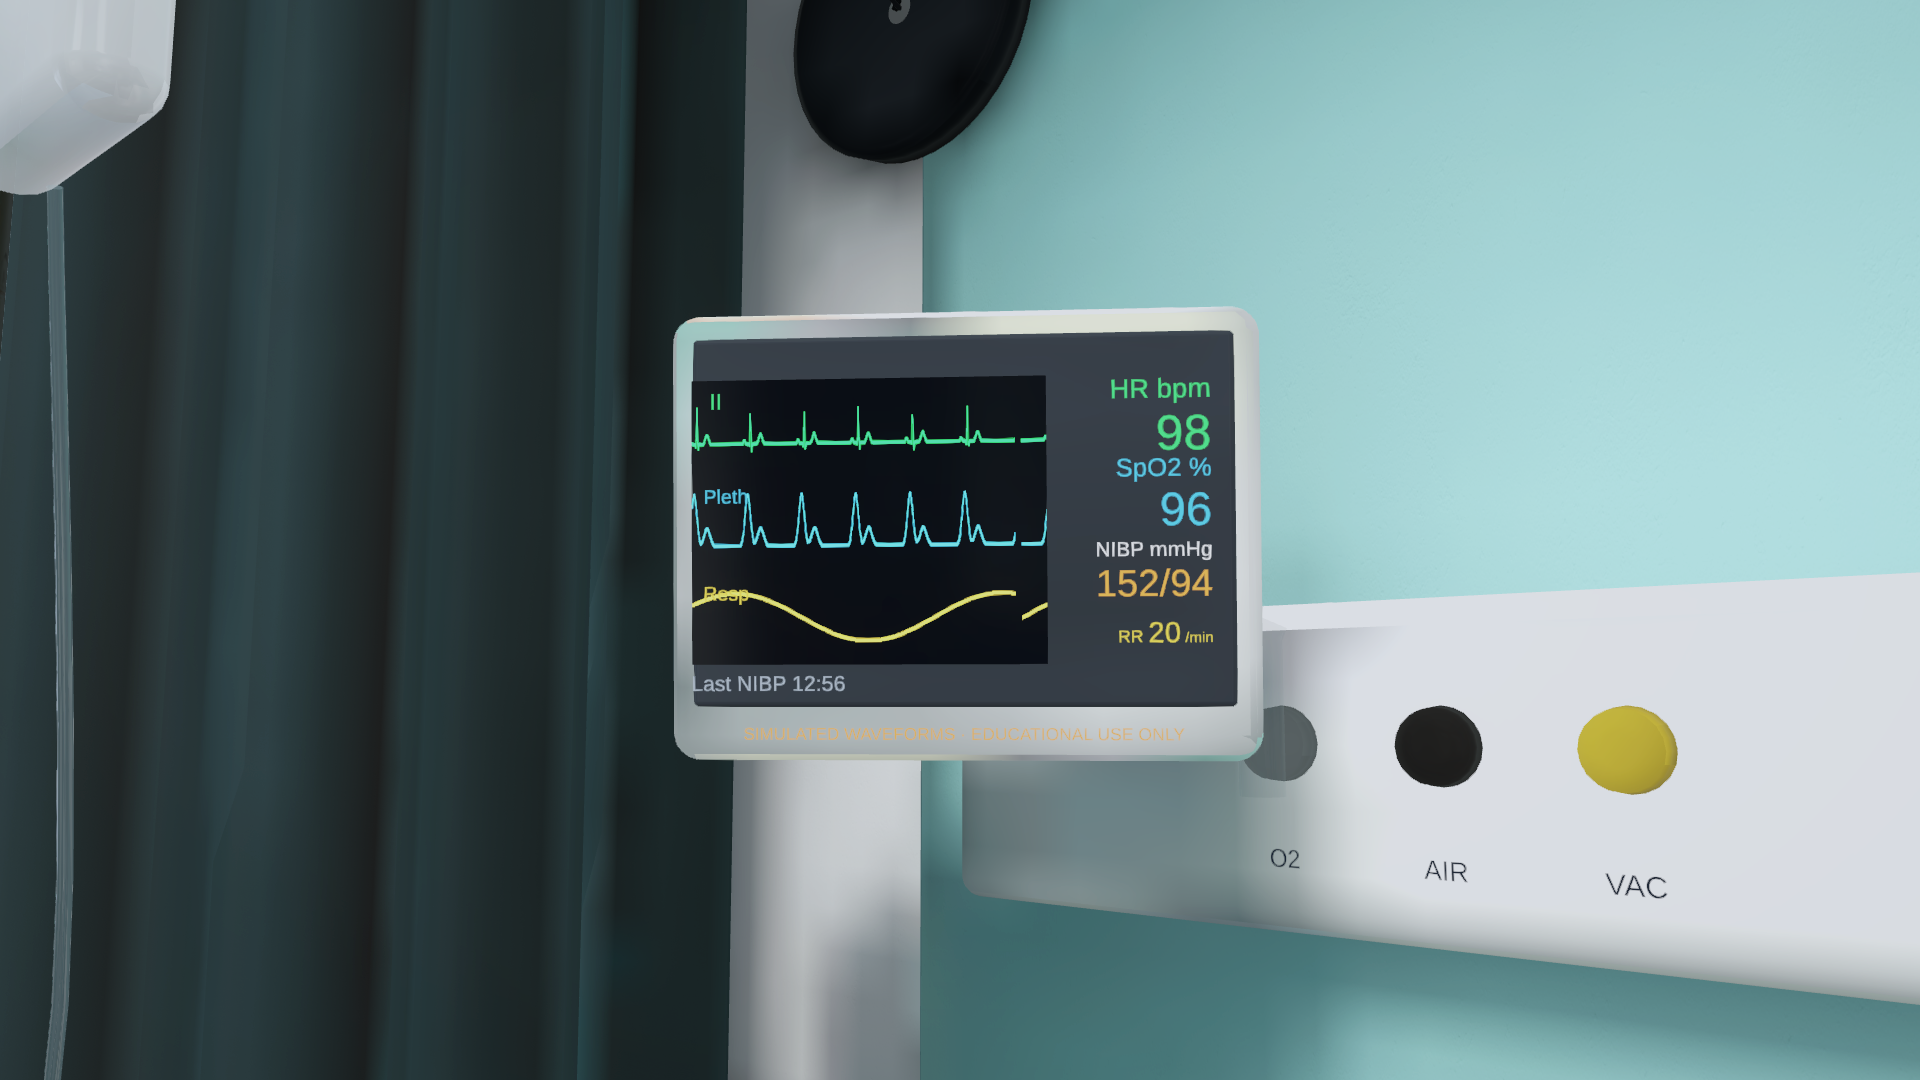 II
Pleth
Resp
HR bpm
98
SpO2 %
96
NIBP mmHg
152/94
RR 20 /min
Last NIBP 12:56
SIMULATED WAVEFORMS - EDUCATIONAL USE ONLY
O2
AIR
VAC